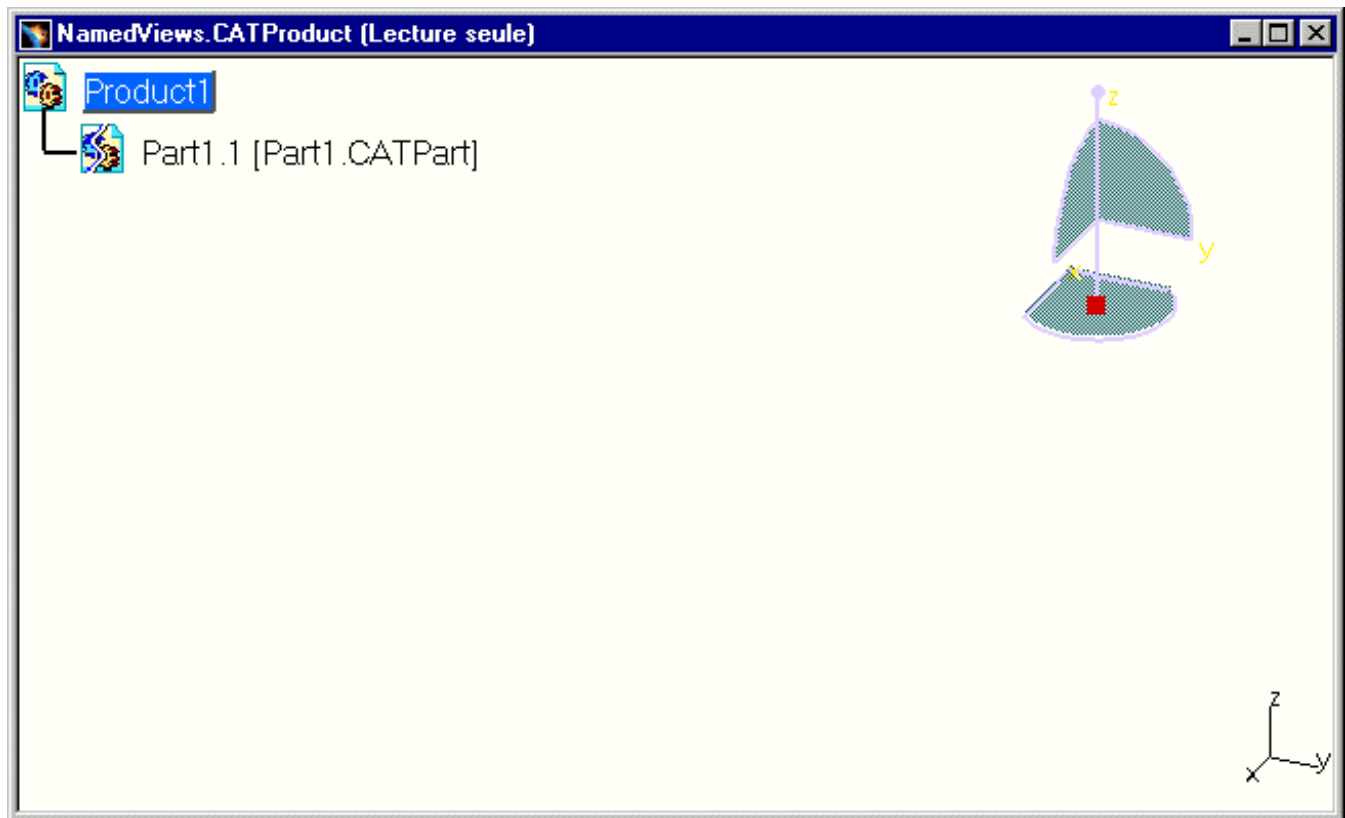 NamedViews.CATProduct (Lecture seule)
Product1
Part1.1 [Part1.CATPart]
z
y
x
z
y
x